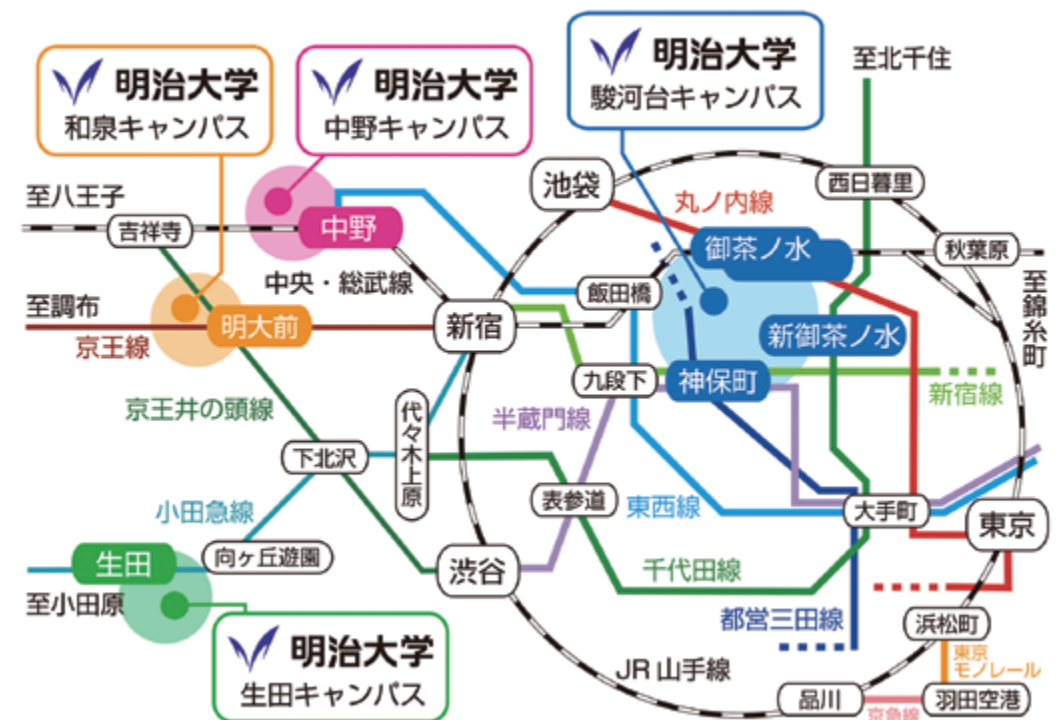 明治大学
和泉キャンパス
明治大学
中野キャンパス
明治大学
駿河台キャンパス
至北千住
至八王子
吉祥寺
中野
池袋
西日暮里
丸ノ内線
御茶ノ水
秋葉原
中央・総武線
飯田橋
至錦糸町
至調布
明大前
新宿
新御茶ノ水
京王線
九段下
神保町
新宿線
京王井の頭線
代々木上原
半蔵門線
下北沢
小田急線
表参道
東西線
大手町
東京
生田
向ヶ丘遊園
渋谷
千代田線
至小田原
都営三田線
浜松町
明治大学
生田キャンパス
JR 山手線
東京
モノレール
品川
京急線
羽田空港